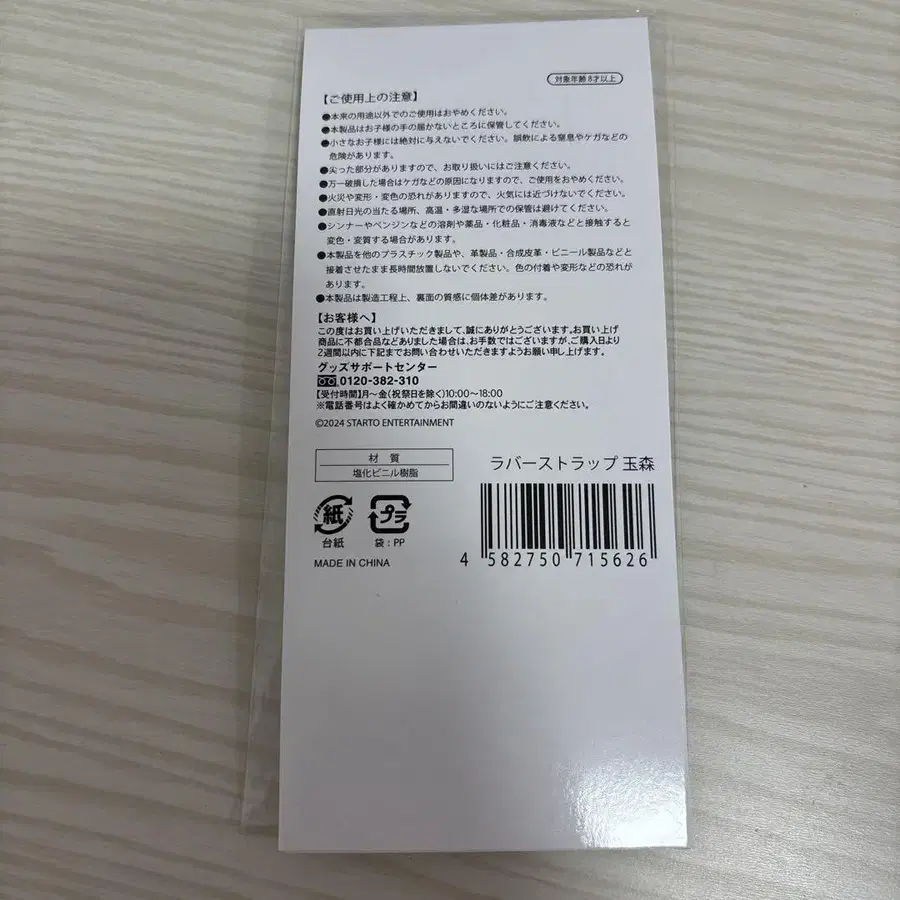 対象年齢 8才以上
【ご使用上の注意】
●本来の用途以外でのご使用はおやめください。
●本製品はお子様の手の届かないところに保管してください。
●小さなお子様には絶対に与えないでください。誤飲による窒息やケガなどの
危険があります。
●尖った部分がありますので、お取り扱いにはご注意ください。
●万一破損した場合はケガなどの原因になりますので、ご使用をおやめください。
●火災や変形・変色の恐れがありますので、火気には近づけないでください。
●直射日光の当たる場所、高温・多湿な場所での保管は避けてください。
●シンナーやベンジンなどの溶剤や薬品・化粧品・消毒液などと接触すると
変色・変質する場合があります。
●本製品を他のプラスチック製品や、革製品・合成皮革・ビニール製品などと
接着させたまま長時間放置しないでください。色の付着や変形などの恐れが
あります。
●本製品は製造工程上、裏面の質感に個体差があります。
【お客様へ】
この度はお買い上げいただきまして、誠にありがとうございます。お買い上げ
商品に不都合品などありました場合は、お手数ではございますが、ご購入日より
2週間以内に下記までお問い合わせいただきますようお願い申し上げます。
グッズサポートセンター
0120-382-310
【受付時間】月〜金(祝祭日を除く)10:00〜18:00
※電話番号はよく確かめてからお間違いのないようにご注意ください。
©2024 STARTO ENTERTAINMENT
材 質
塩化ビニル樹脂
ラバーストラップ 玉森
紙
台紙
プラ
袋：PP
MADE IN CHINA
4 582750 715626